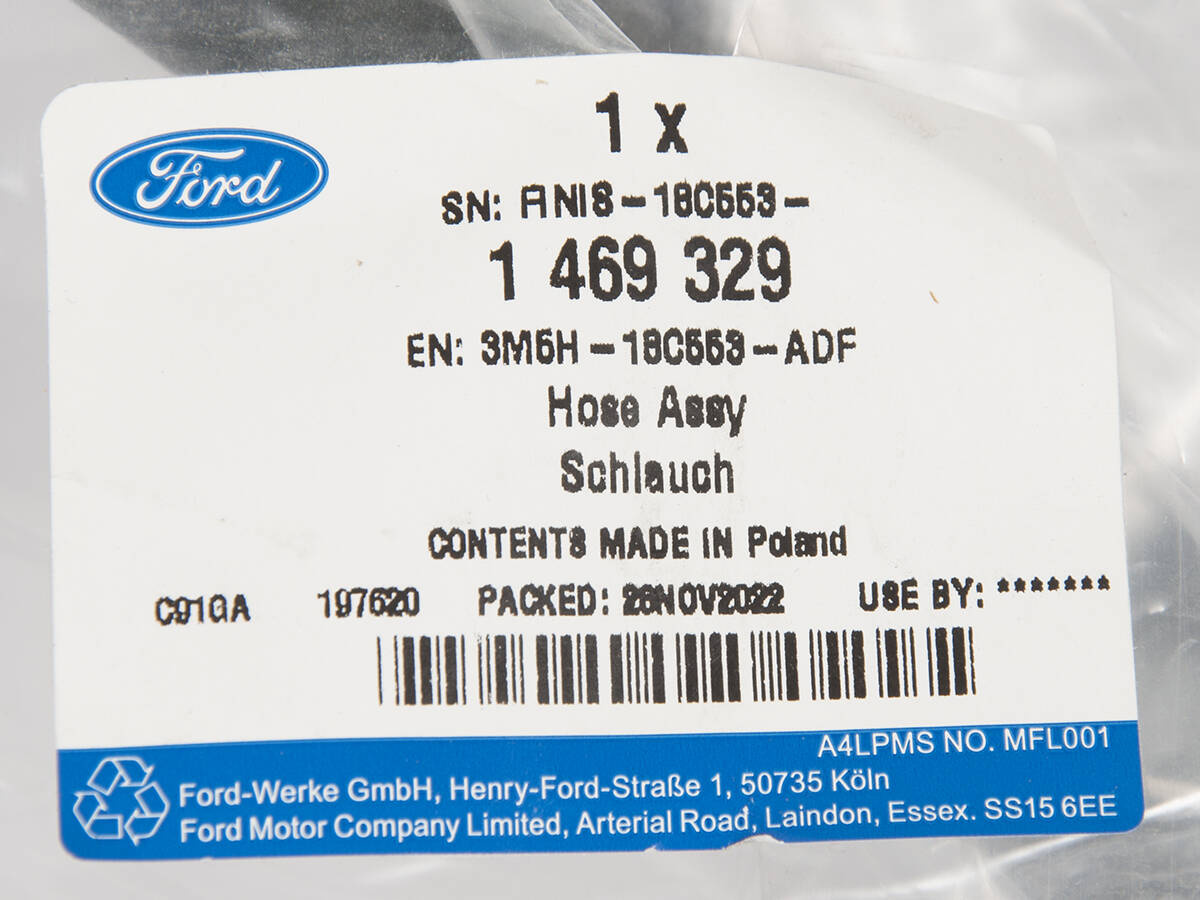 Ford
1 x
SN: ANIS-18C553-
1 469 329
EN: 3M5H-18C553-ADF
Hose Assy
Schlauch
CONTENTS MADE IN Poland
C91GA 197620 PACKED: 28NOV2022 USE BY: *******
A4LPMS NO. MFL001
Ford-Werke GmbH, Henry-Ford-Straße 1, 50735 Köln
Ford Motor Company Limited, Arterial Road, Laindon, Essex. SS15 6EE